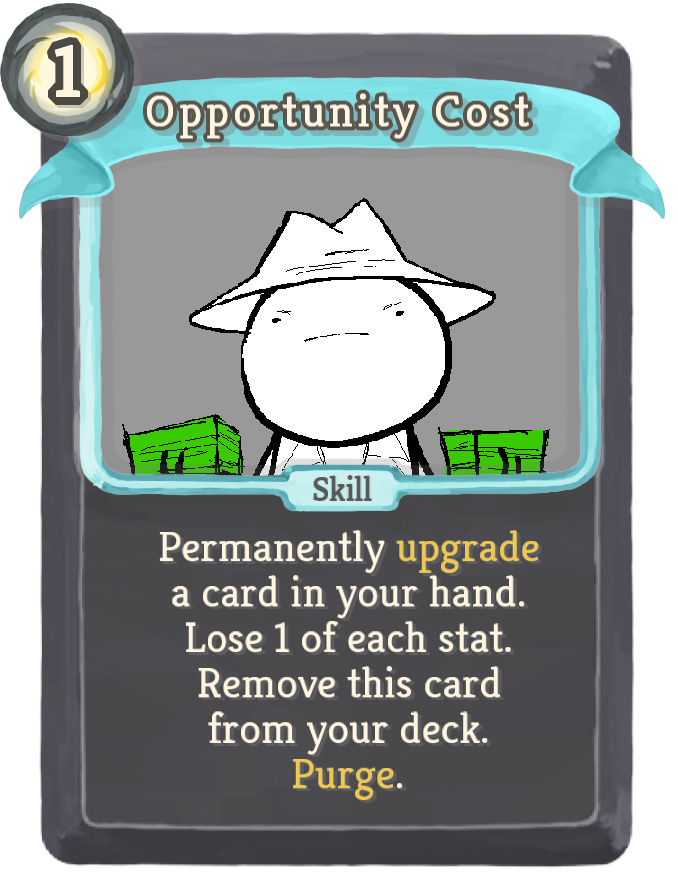 1
Opportunity Cost
Skill
Permanently upgrade
a card in your hand.
Lose 1 of each stat.
Remove this card
from your deck.
Purge.